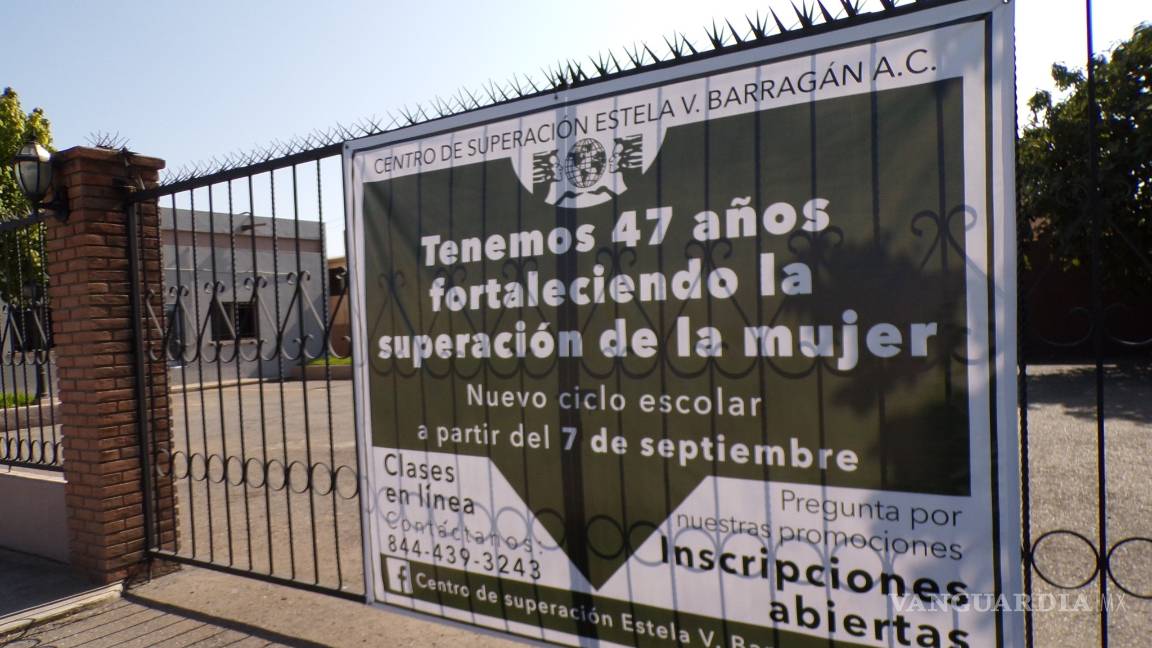 CENTRO DE SUPERACIÓN ESTELA V. BARRAGÁN A.C.
Tenemos 47 años
fortaleciendo la
superación de la mujer
Nuevo ciclo escolar
a partir del 7 de septiembre
Clases
en línea
Contáctanos:
844-439-3243
f Centro de superación Estela V.
Pregunta por
nuestras promociones
Inscripciones
abiertas
VANGUARDIA MX